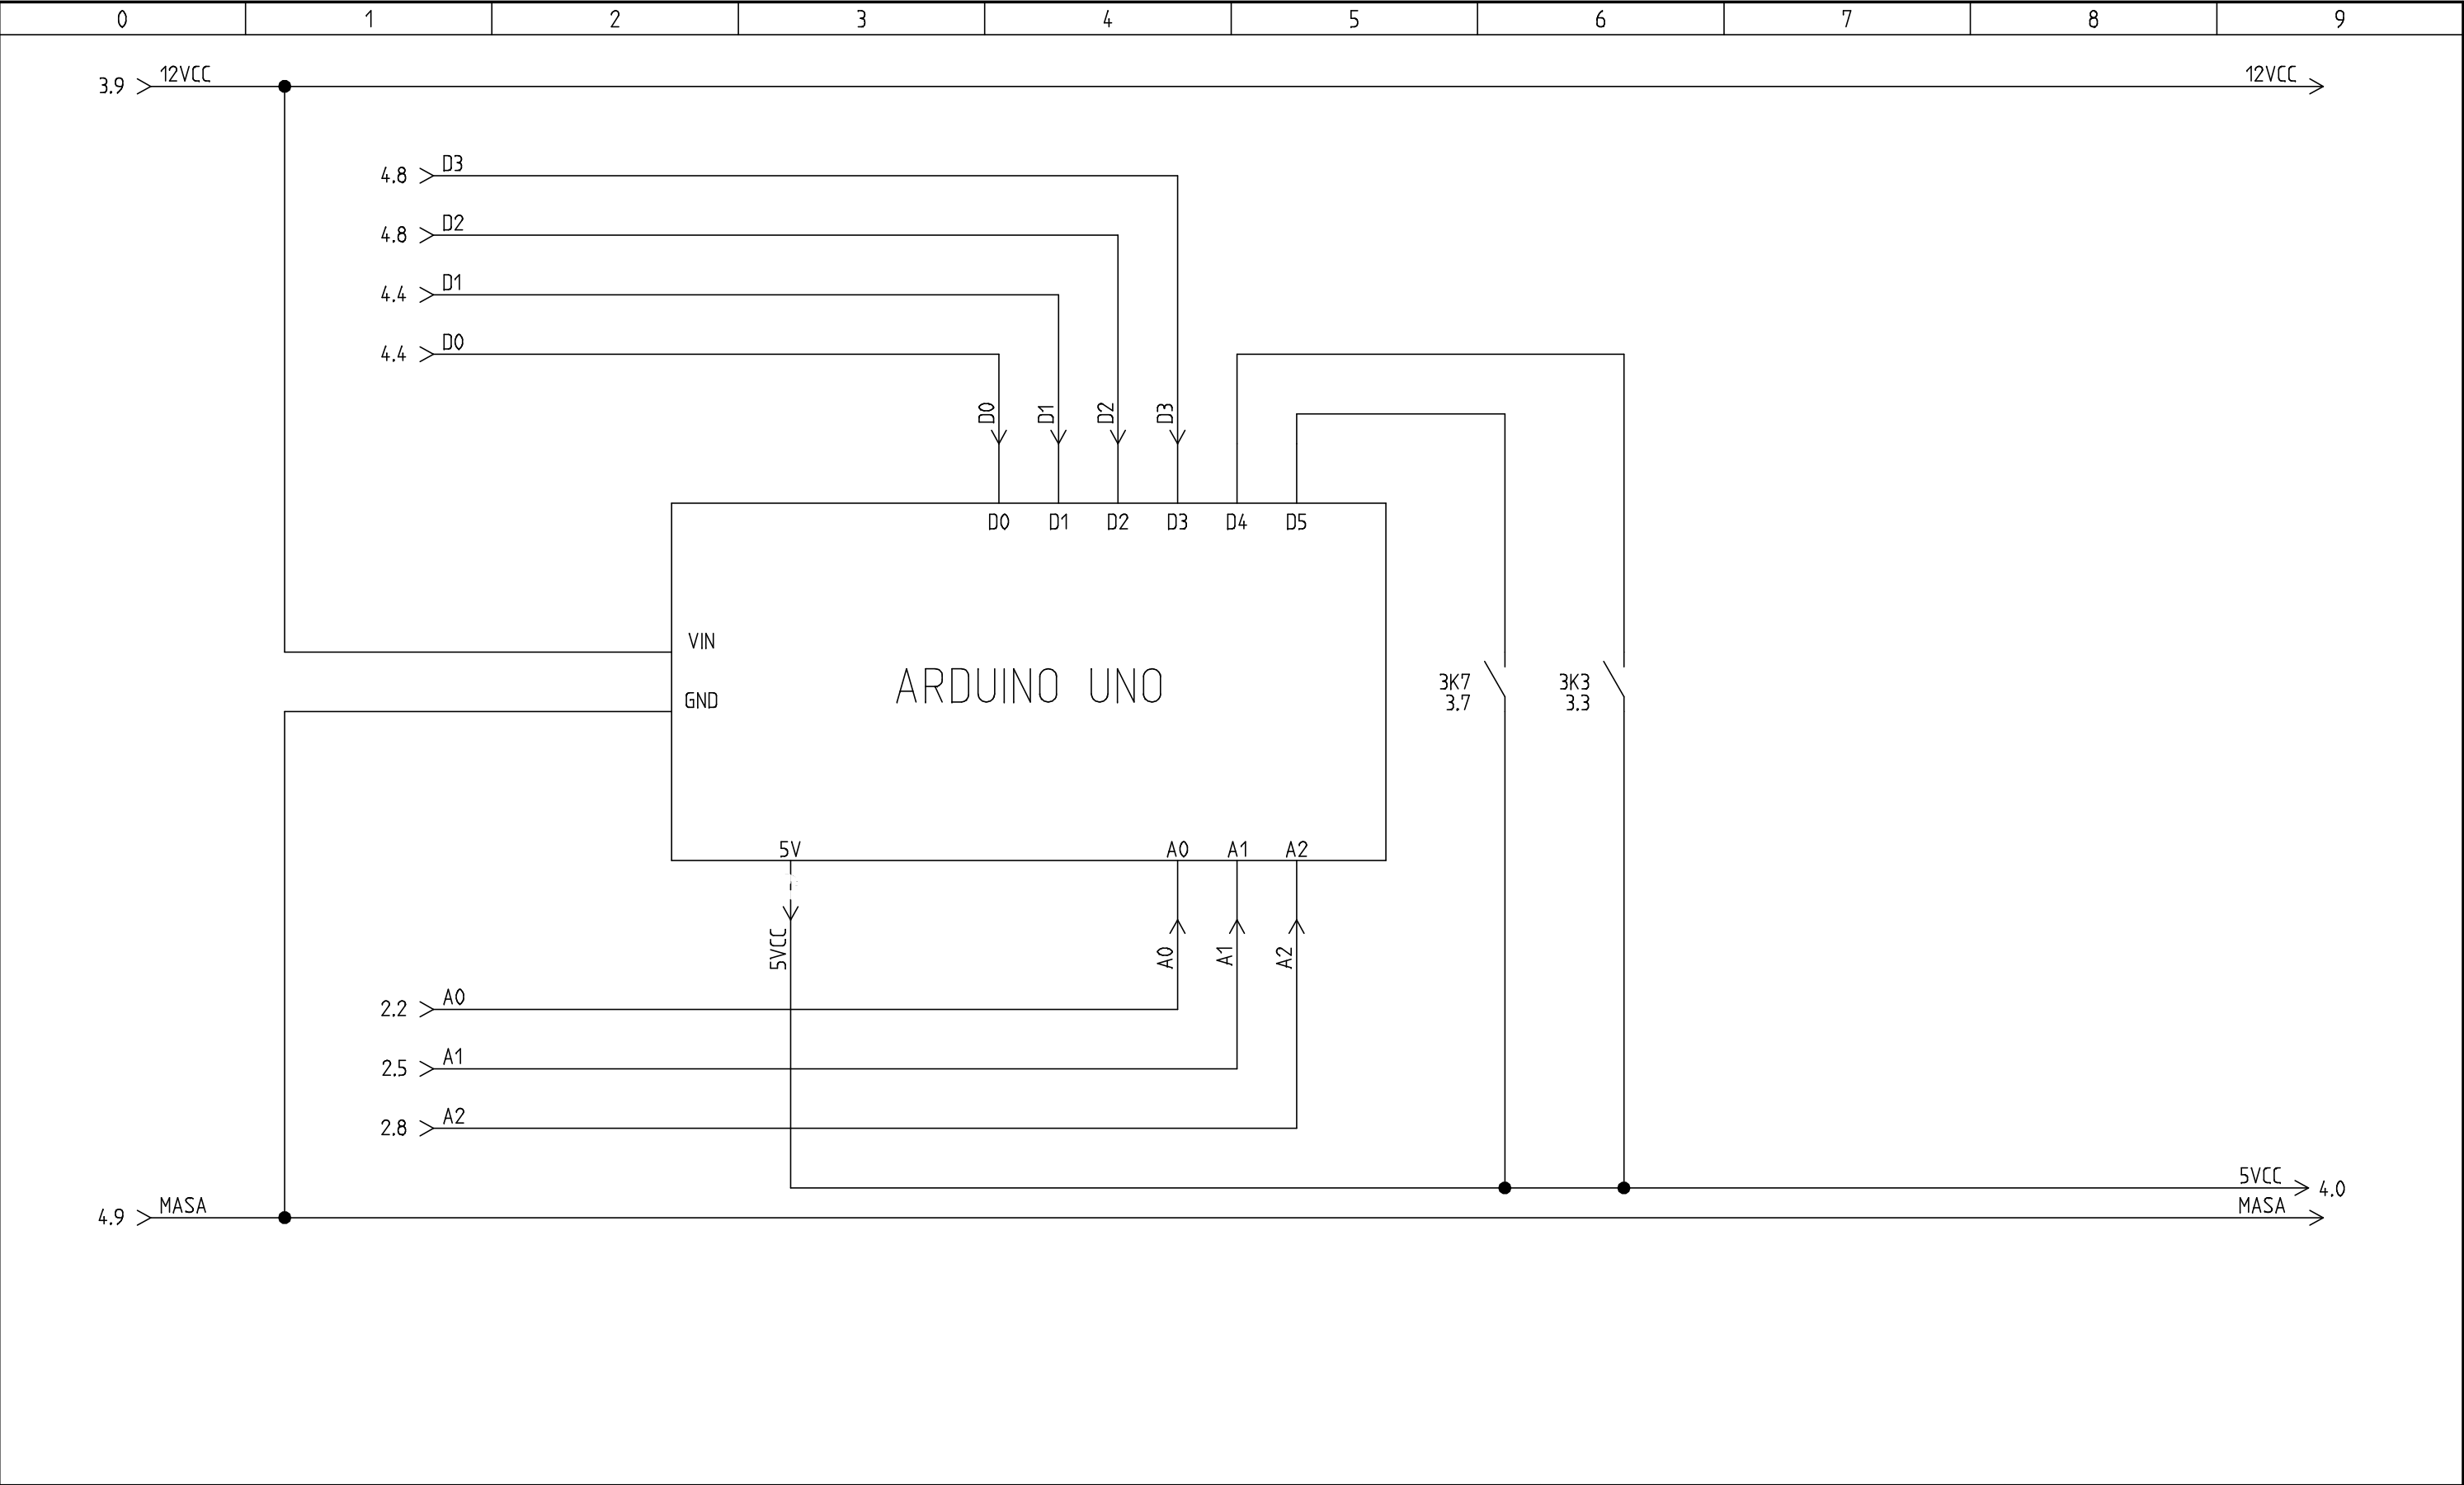 0 1 2 3 4 5 6 7 8 9
3.9 12VCC 12VCC
4.8 D3
4.8 D2
4.4 D1
4.4 D0
D0 D1 D2 D3
D0 D1 D2 D3 D4 D5
VIN
ARDUINO UNO
GND
3K7 3K3
3.7 3.3
5V A0 A1 A2
5VCC A0 A1 A2
2.2 A0
2.5 A1
2.8 A2
5VCC 4.0
4.9 MASA MASA